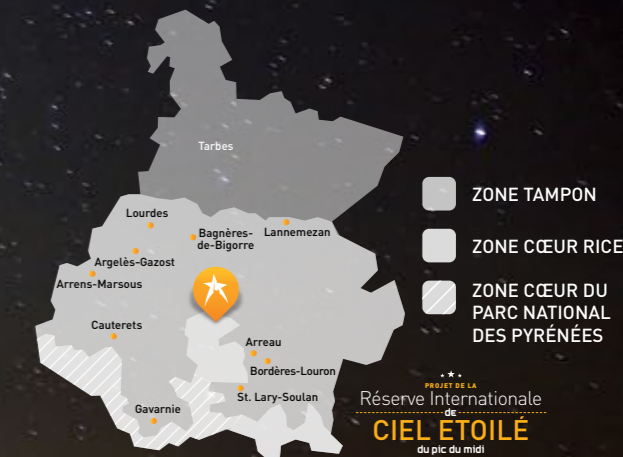 Tarbes
Lourdes
Bagnères-
de-Bigorre
Lannemezan
Argelès-Gazost
Arrens-Marsous
Cauterets
Arreau
Bordères-Louron
St. Lary-Soulan
Gavarnie
ZONE TAMPON
ZONE CŒUR RICE
ZONE CŒUR DU
PARC NATIONAL
DES PYRÉNÉES
PROJET DE LA
Réserve Internationale
DE
CIEL ETOILÉ
du pic du midi